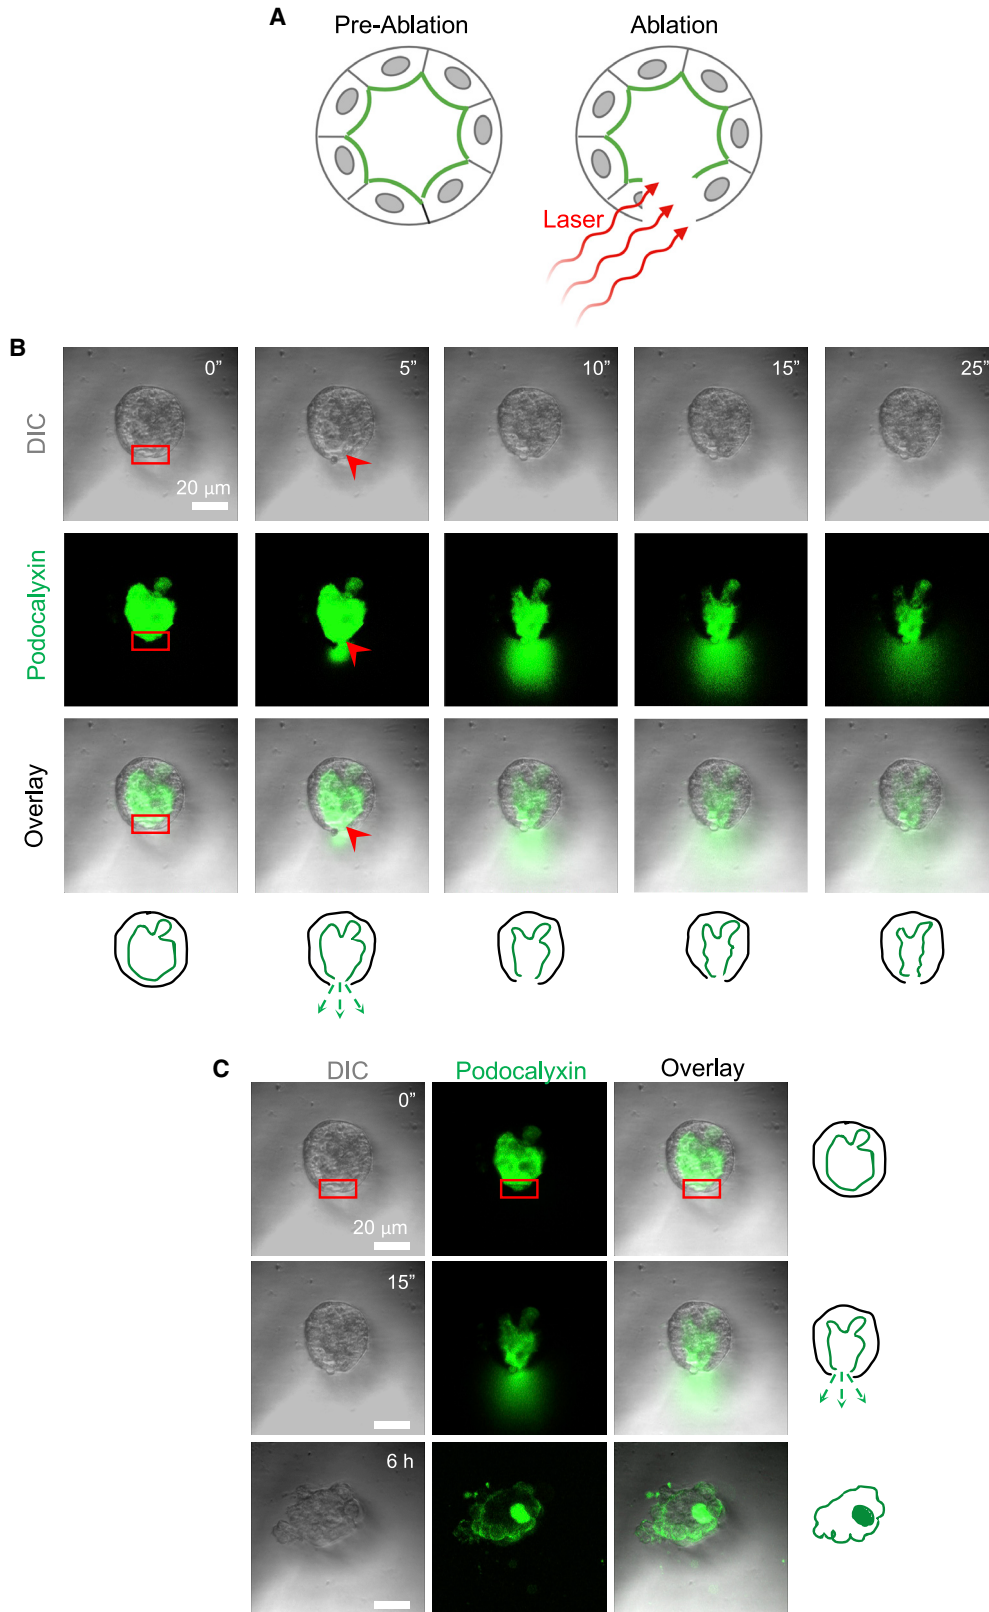 A
Pre-Ablation
Ablation
Laser
B
0”
5”
10”
15”
25”
DIC
20 μm
Podocalyxin
Overlay
C
DIC
Podocalyxin
Overlay
0”
20 μm
15”
6 h